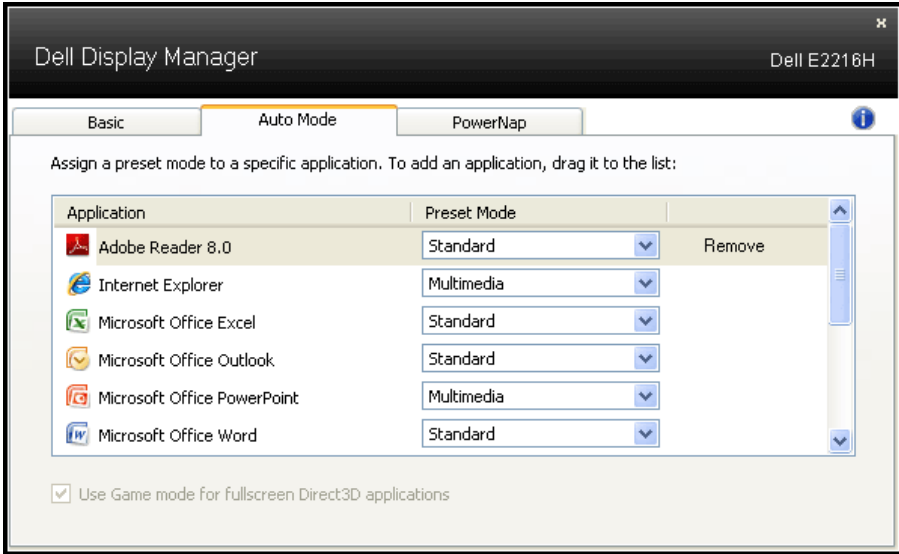 x
Dell Display Manager
Dell E2216H
Basic
Auto Mode
PowerNap
i
Assign a preset mode to a specific application. To add an application, drag it to the list:
Application Preset Mode
Adobe Reader 8.0 Standard Remove
Internet Explorer Multimedia
Microsoft Office Excel Standard
Microsoft Office Outlook Standard
Microsoft Office PowerPoint Multimedia
Microsoft Office Word Standard
Use Game mode for fullscreen Direct3D applications